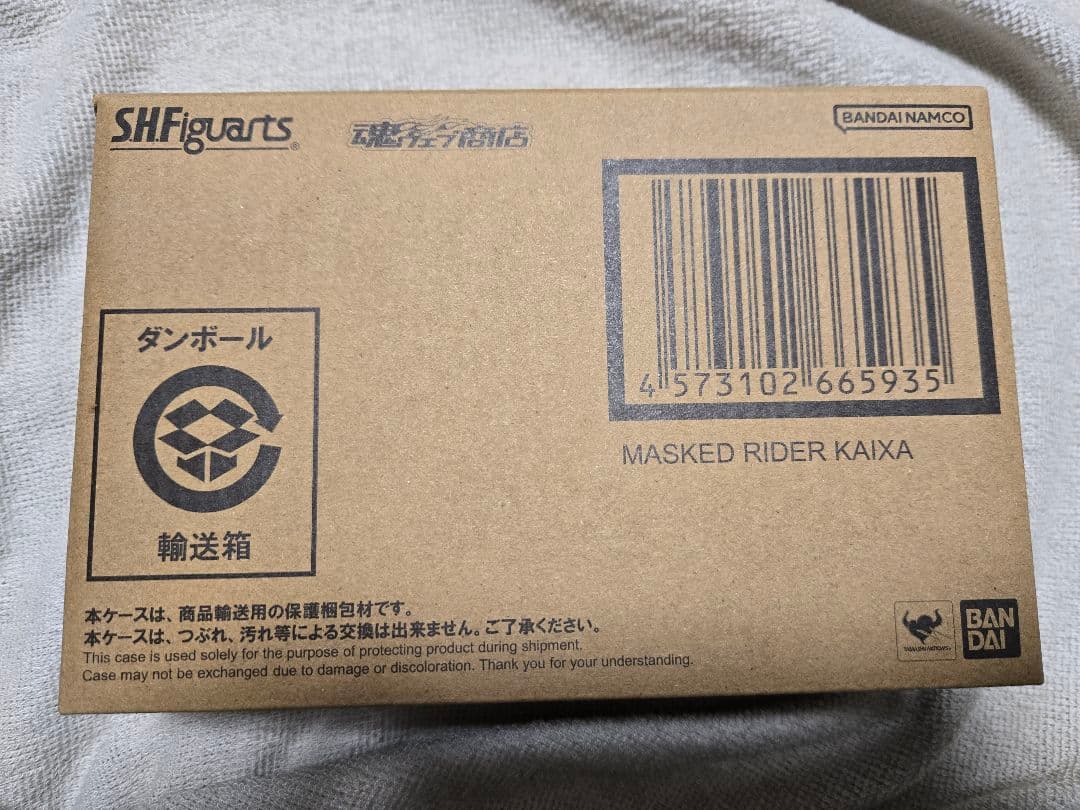 S.H.Figuarts®
魂ウェブ商店
BANDAI NAMCO
4 573102 665935
MASKED RIDER KAIXA
ダンボール
輸送箱
本ケースは、商品輸送用の保護梱包材です。
本ケースは、つぶれ、汚れ等による交換は出来ません。ご了承ください。
This case is used solely for the purpose of protecting product during shipment.
Case may not be exchanged due to damage or discoloration. Thank you for your understanding.
TAMASHII NATIONS
BAN
DAI